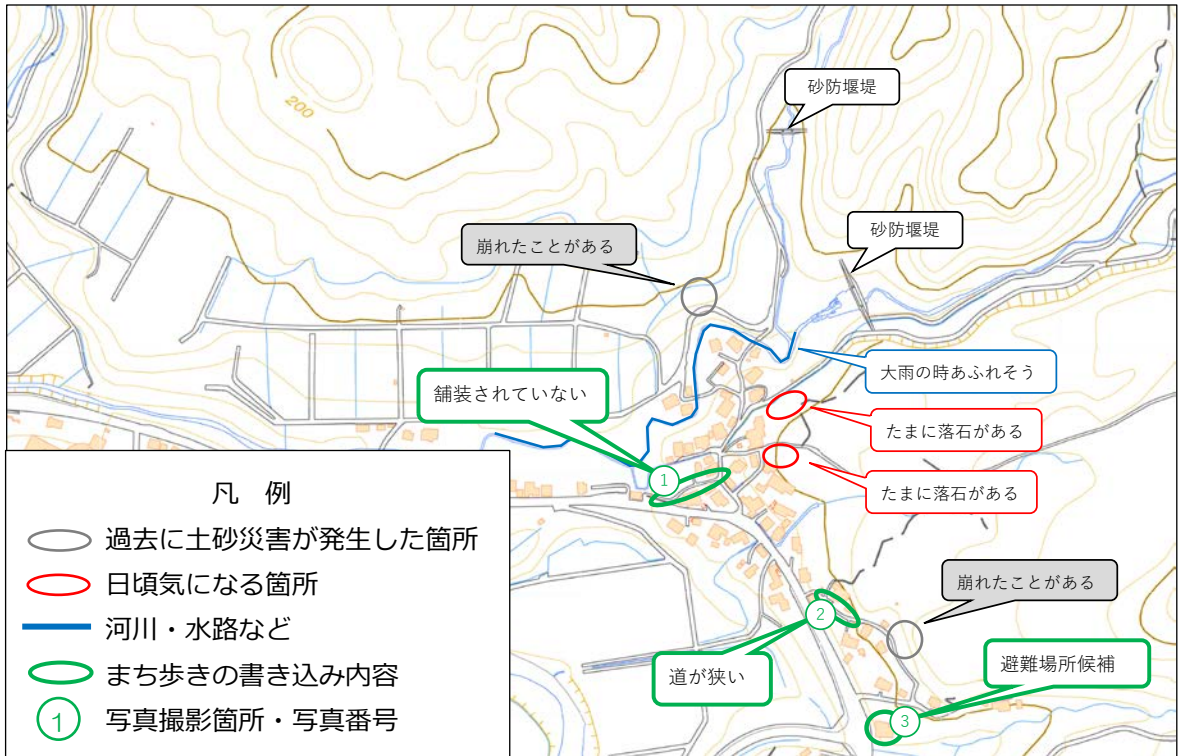 砂防堰堤
200
砂防堰堤
崩れたことがある
大雨の時あふれそう
舗装されていない
たまに落石がある
1
たまに落石がある
凡 例
過去に土砂災害が発生した箇所
日頃気になる箇所
河川・水路など
まち歩きの書き込み内容
1 写真撮影箇所・写真番号
崩れたことがある
2
道が狭い
避難場所候補
3